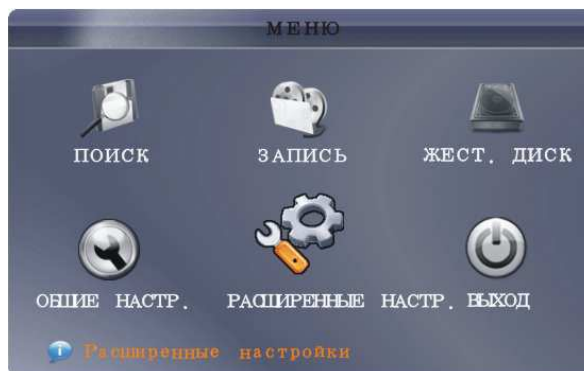 МЕНЮ
ПОИСК
ЗАПИСЬ
ЖЕСТ. ДИСК
ОБЩИЕ НАСТР.
РАСШИРЕННЫЕ НАСТР.
ВЫХОД
Расширенные настройки